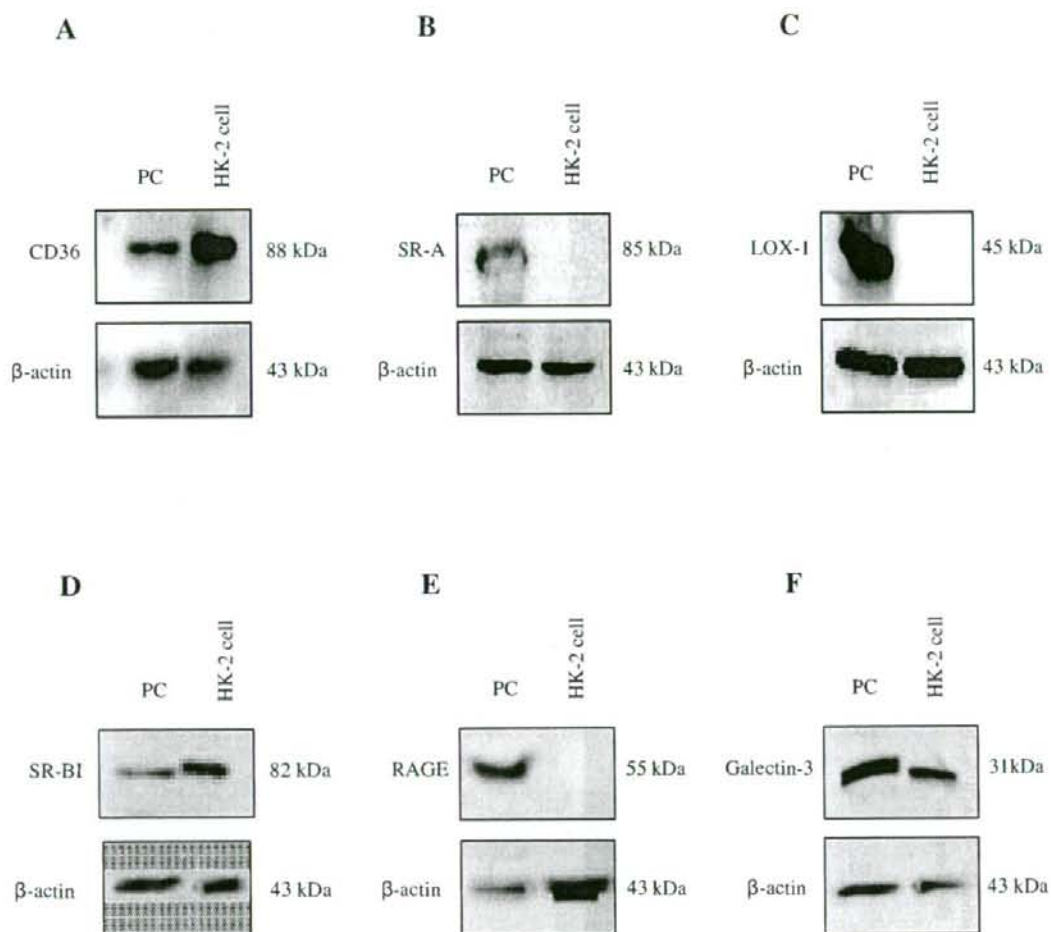 A
B
C
PC
HK-2 cell
PC
HK-2 cell
PC
HK-2 cell
CD36
88 kDa
SR-A
85 kDa
LOX-1
45 kDa
β-actin
43 kDa
β-actin
43 kDa
β-actin
43 kDa
D
E
F
PC
HK-2 cell
PC
HK-2 cell
PC
HK-2 cell
SR-BI
82 kDa
RAGE
55 kDa
Galectin-3
31kDa
β-actin
43 kDa
β-actin
43 kDa
β-actin
43 kDa